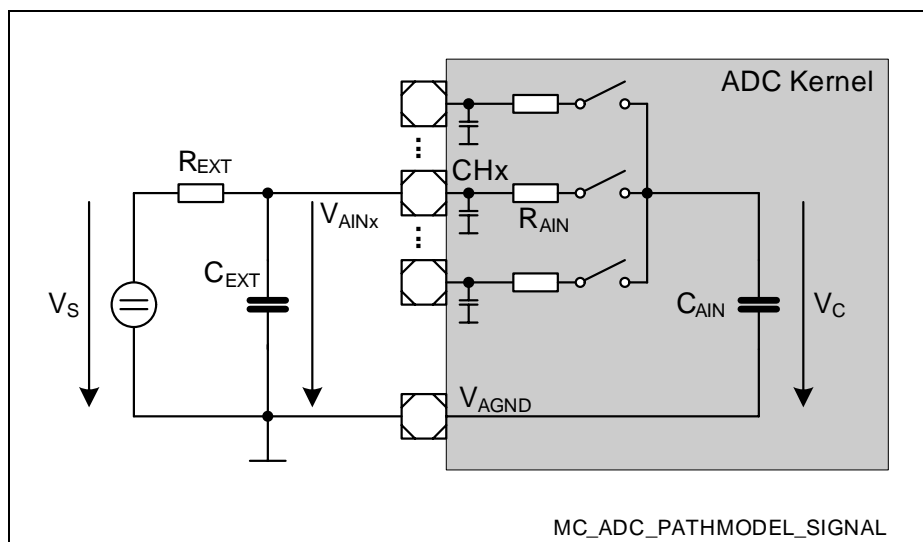 ADC Kernel
R_EXT
CHx
V_AINx
R_AIN
C_EXT
V_S
C_AIN
V_C
V_AGND
MC_ADC_PATHMODEL_SIGNAL